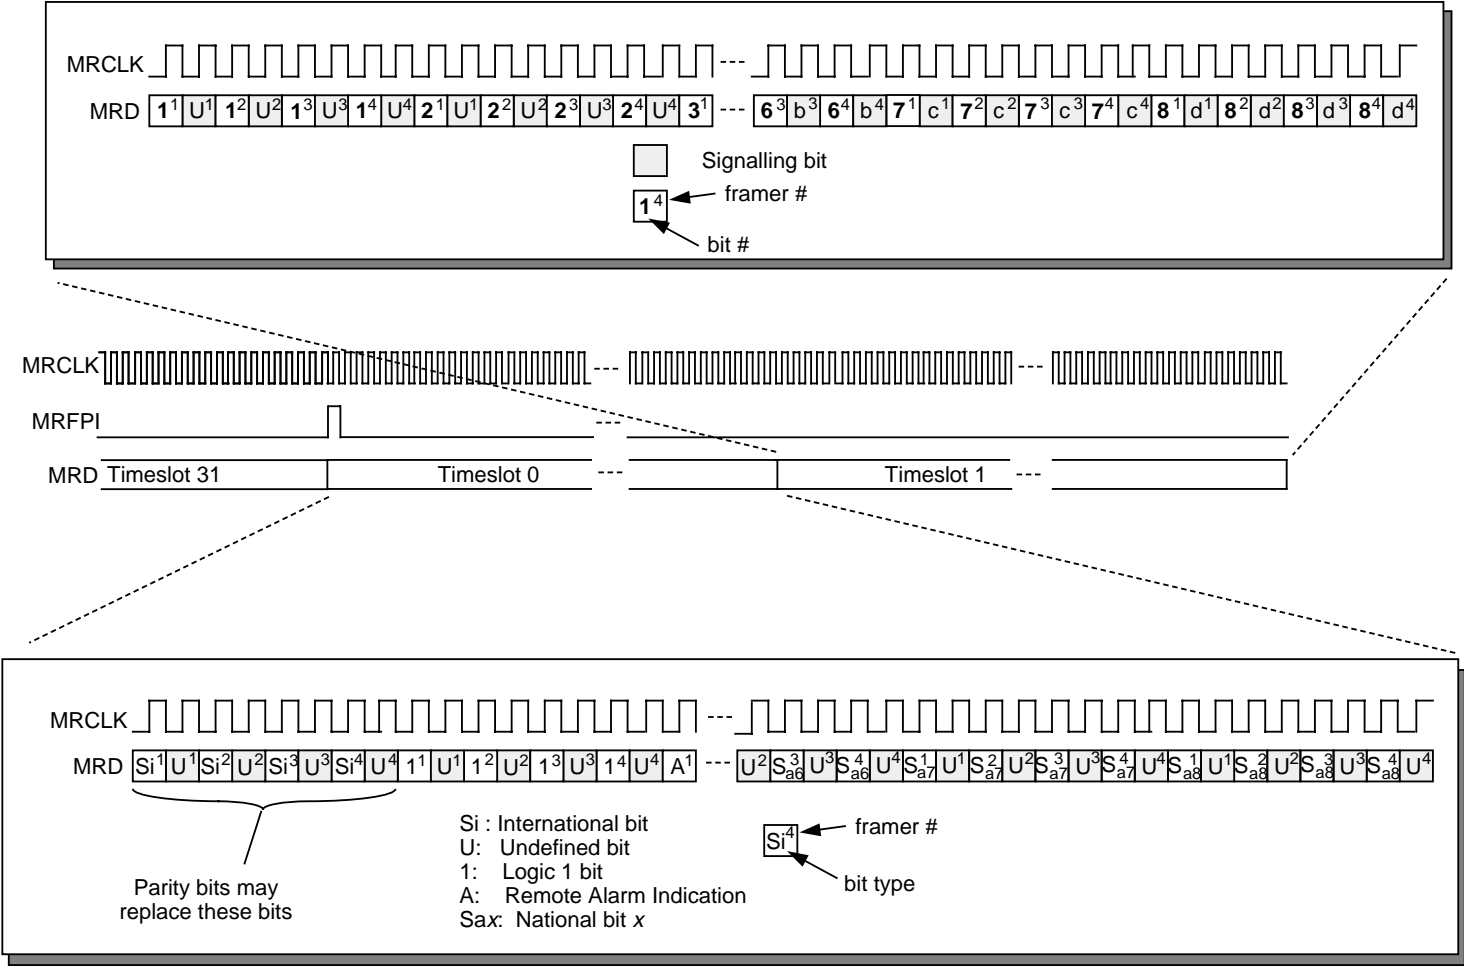 MRCLK ---
MRD 1¹ U¹ 1² U² 1³ U³ 1⁴ U⁴ 2¹ U¹ 2² U² 2³ U³ 2⁴ U⁴ 3¹ --- 6³ b³ 6⁴ b⁴ 7¹ c¹ 7² c² 7³ c³ 7⁴ c⁴ 8¹ d¹ 8² d² 8³ d³ 8⁴ d⁴
Signalling bit
1⁴ framer #
bit #
MRCLK --- ---
MRFPI ---
MRD Timeslot 31 Timeslot 0 --- Timeslot 1 ---
MRCLK ---
MRD Si¹ U¹ Si² U² Si³ U³ Si⁴ U⁴ 1¹ U¹ 1² U² 1³ U³ 1⁴ U⁴ A¹ --- U² Sa6³ U³ Sa6⁴ U⁴ Sa7¹ U¹ Sa7² U² Sa7³ U³ Sa7⁴ U⁴ Sa8¹ U¹ Sa8² U² Sa8³ U³ Sa8⁴ U⁴
Parity bits may
replace these bits
Si : International bit
U: Undefined bit
1: Logic 1 bit
A: Remote Alarm Indication
Sax: National bit x
Si⁴ framer #
bit type